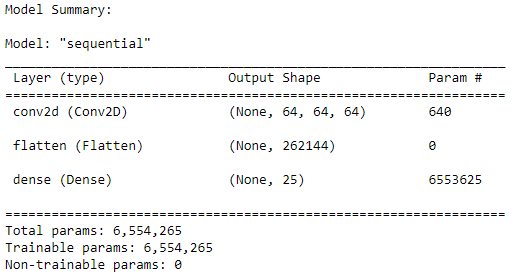 Model Summary:
Model: "sequential"
_________________________________________________________________
Layer (type) Output Shape Param #
=================================================================
conv2d (Conv2D) (None, 64, 64, 64) 640
flatten (Flatten) (None, 262144) 0
dense (Dense) (None, 25) 6553625
=================================================================
Total params: 6,554,265
Trainable params: 6,554,265
Non-trainable params: 0